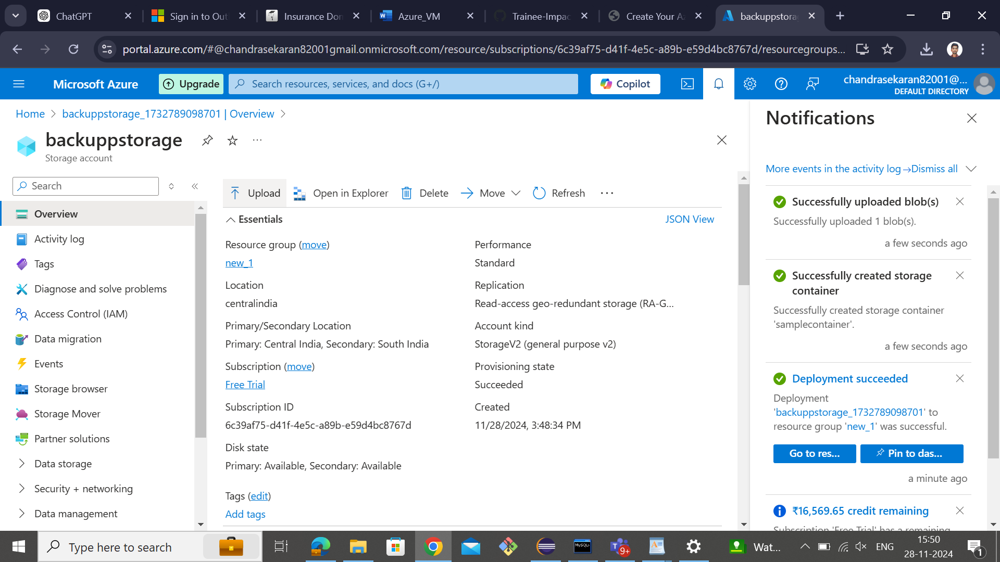 ChatGPT
Sign in to Out
Insurance Don
Azure_VM
Trainee-Impac
Create Your A
backuppstora
portal.azure.com/#@chandrasekaran82001gmail.onmicrosoft.com/resource/subscriptions/6c39af75-d41f-4e5c-a89b-e59d4bc8767d/resourcegroups...
Microsoft Azure
Upgrade
Search resources, services, and docs (G+/)
Copilot
chandrasekaran82001@...
DEFAULT DIRECTORY
Home > backuppstorage_1732789098701 | Overview >
backuppstorage
Storage account
Search
Overview
Activity log
Tags
Diagnose and solve problems
Access Control (IAM)
Data migration
Events
Storage browser
Storage Mover
Partner solutions
Data storage
Security + networking
Data management
Upload
Open in Explorer
Delete
Move
Refresh
Essentials
JSON View
Resource group (move)
new_1
Location
centralindia
Primary/Secondary Location
Primary: Central India, Secondary: South India
Subscription (move)
Free Trial
Subscription ID
6c39af75-d41f-4e5c-a89b-e59d4bc8767d
Disk state
Primary: Available, Secondary: Available
Tags (edit)
Add tags
Performance
Standard
Replication
Read-access geo-redundant storage (RA-G...
Account kind
StorageV2 (general purpose v2)
Provisioning state
Succeeded
Created
11/28/2024, 3:48:34 PM
Notifications
More events in the activity log →
Dismiss all
Successfully uploaded blob(s)
Successfully uploaded 1 blob(s).
a few seconds ago
Successfully created storage
container
Successfully created storage container
'samplecontainer'.
a few seconds ago
Deployment succeeded
Deployment
'backuppstorage_1732789098701' to
resource group 'new_1' was successful.
Go to res...
Pin to das...
a minute ago
₹16,569.65 credit remaining
Subscription 'Free Trial' has a remaining
Type here to search
MySQL
9+
Wat...
ENG
15:50
28-11-2024
1